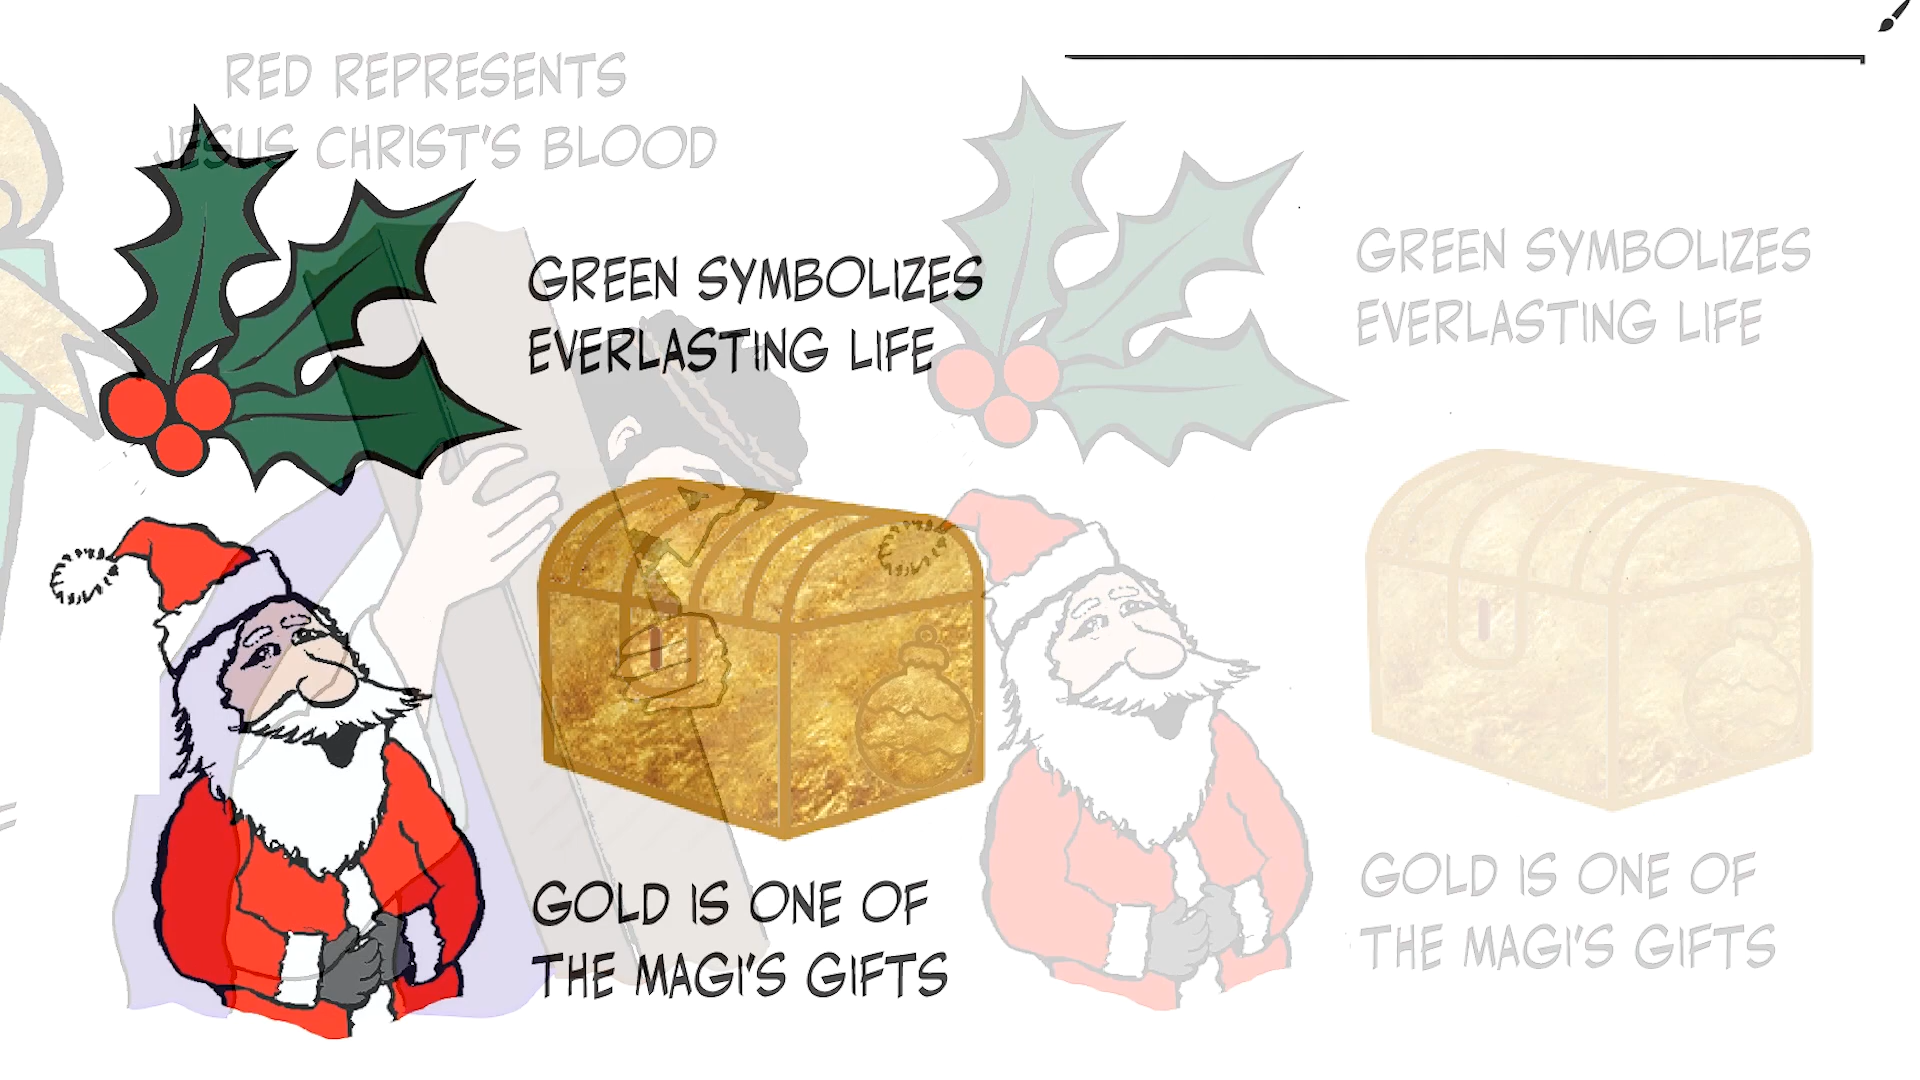 RED REPRESENTS
JESUS CHRIST'S BLOOD
GREEN SYMBOLIZES
EVERLASTING LIFE
GOLD IS ONE OF
THE MAGI'S GIFTS
GREEN SYMBOLIZES
EVERLASTING LIFE
GOLD IS ONE OF
THE MAGI'S GIFTS